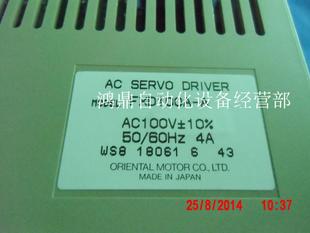 AC SERVO DRIVER
鸿鼎自动化设备经营部
AC100V±10%
50/60Hz 4A
WS8 18061 6 43
ORIENTAL MOTOR CO., LTD.
MADE IN JAPAN
25/8/2014 10:37